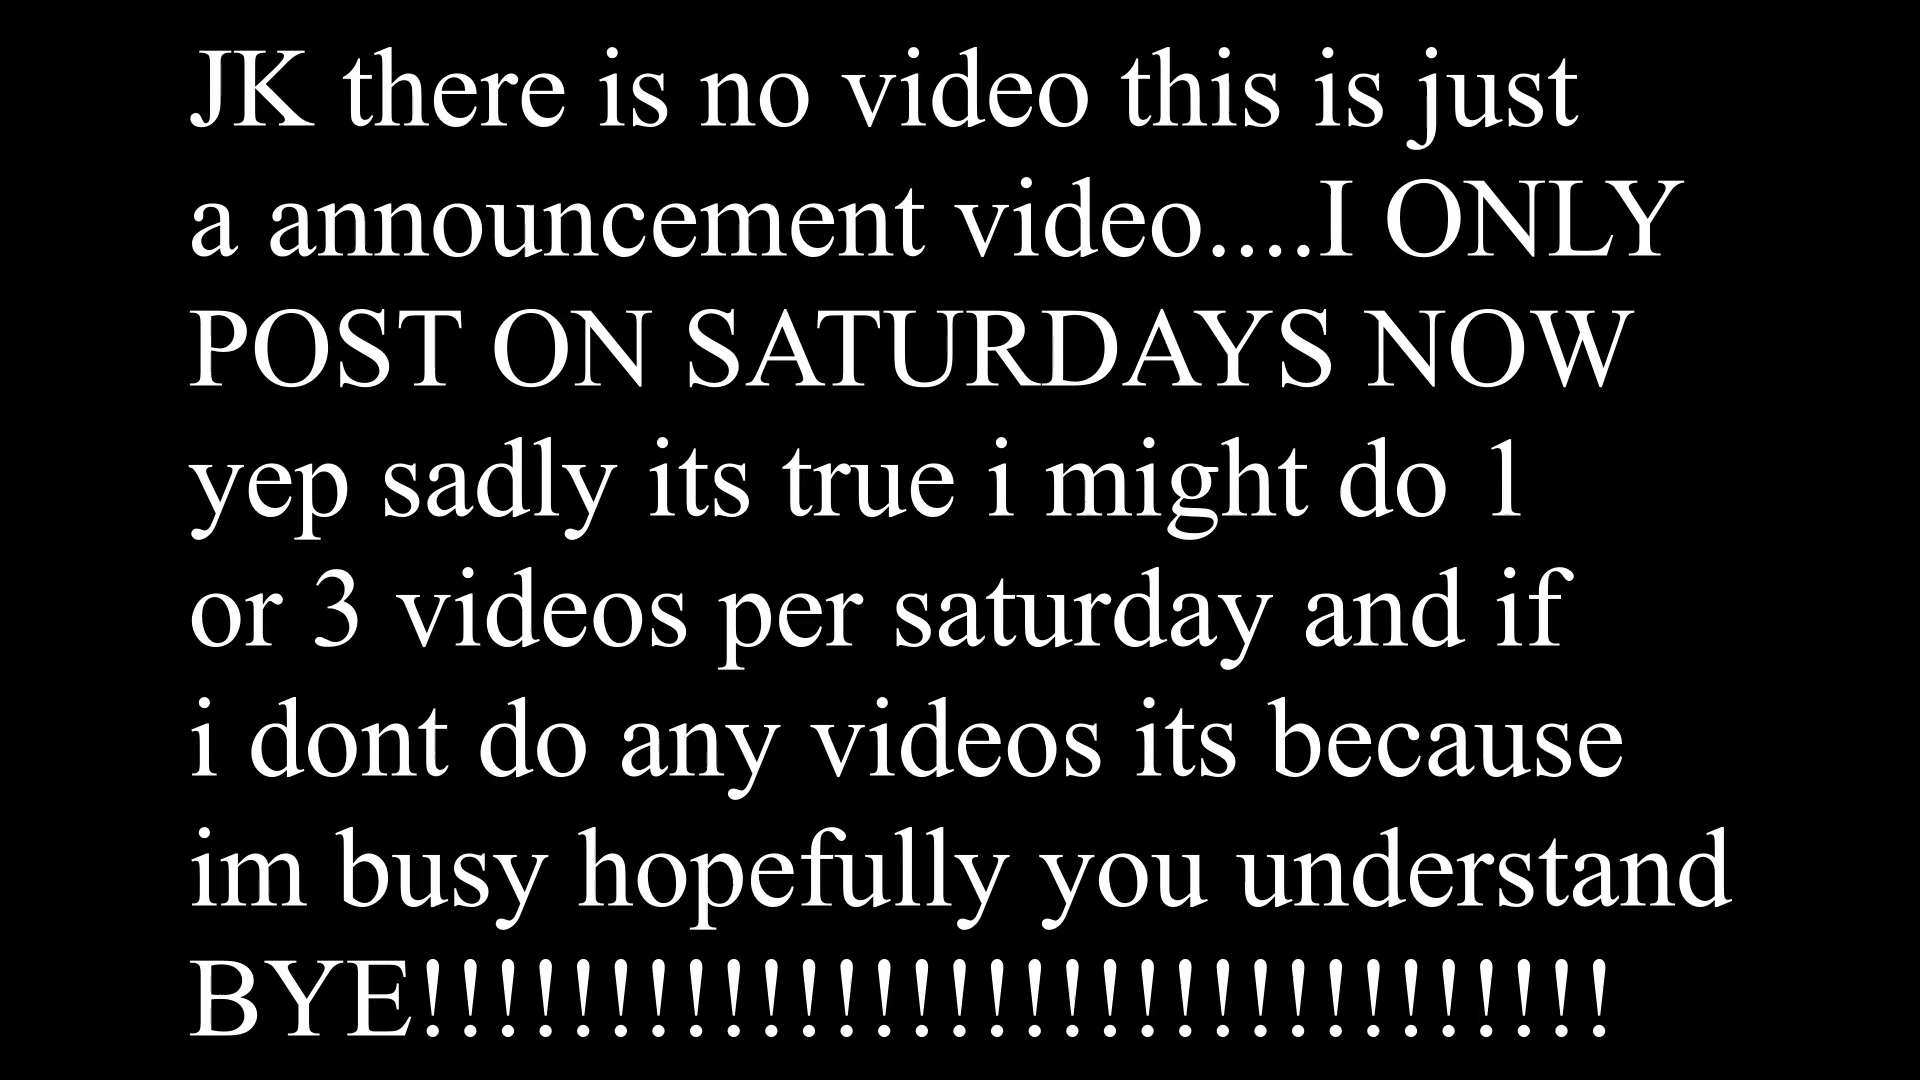 JK there is no video this is just
a announcement video....I ONLY
POST ON SATURDAYS NOW
yep sadly its true i might do 1
or 3 videos per saturday and if
i dont do any videos its because
im busy hopefully you understand
BYE!!!!!!!!!!!!!!!!!!!!!!!!!!!!!!!!